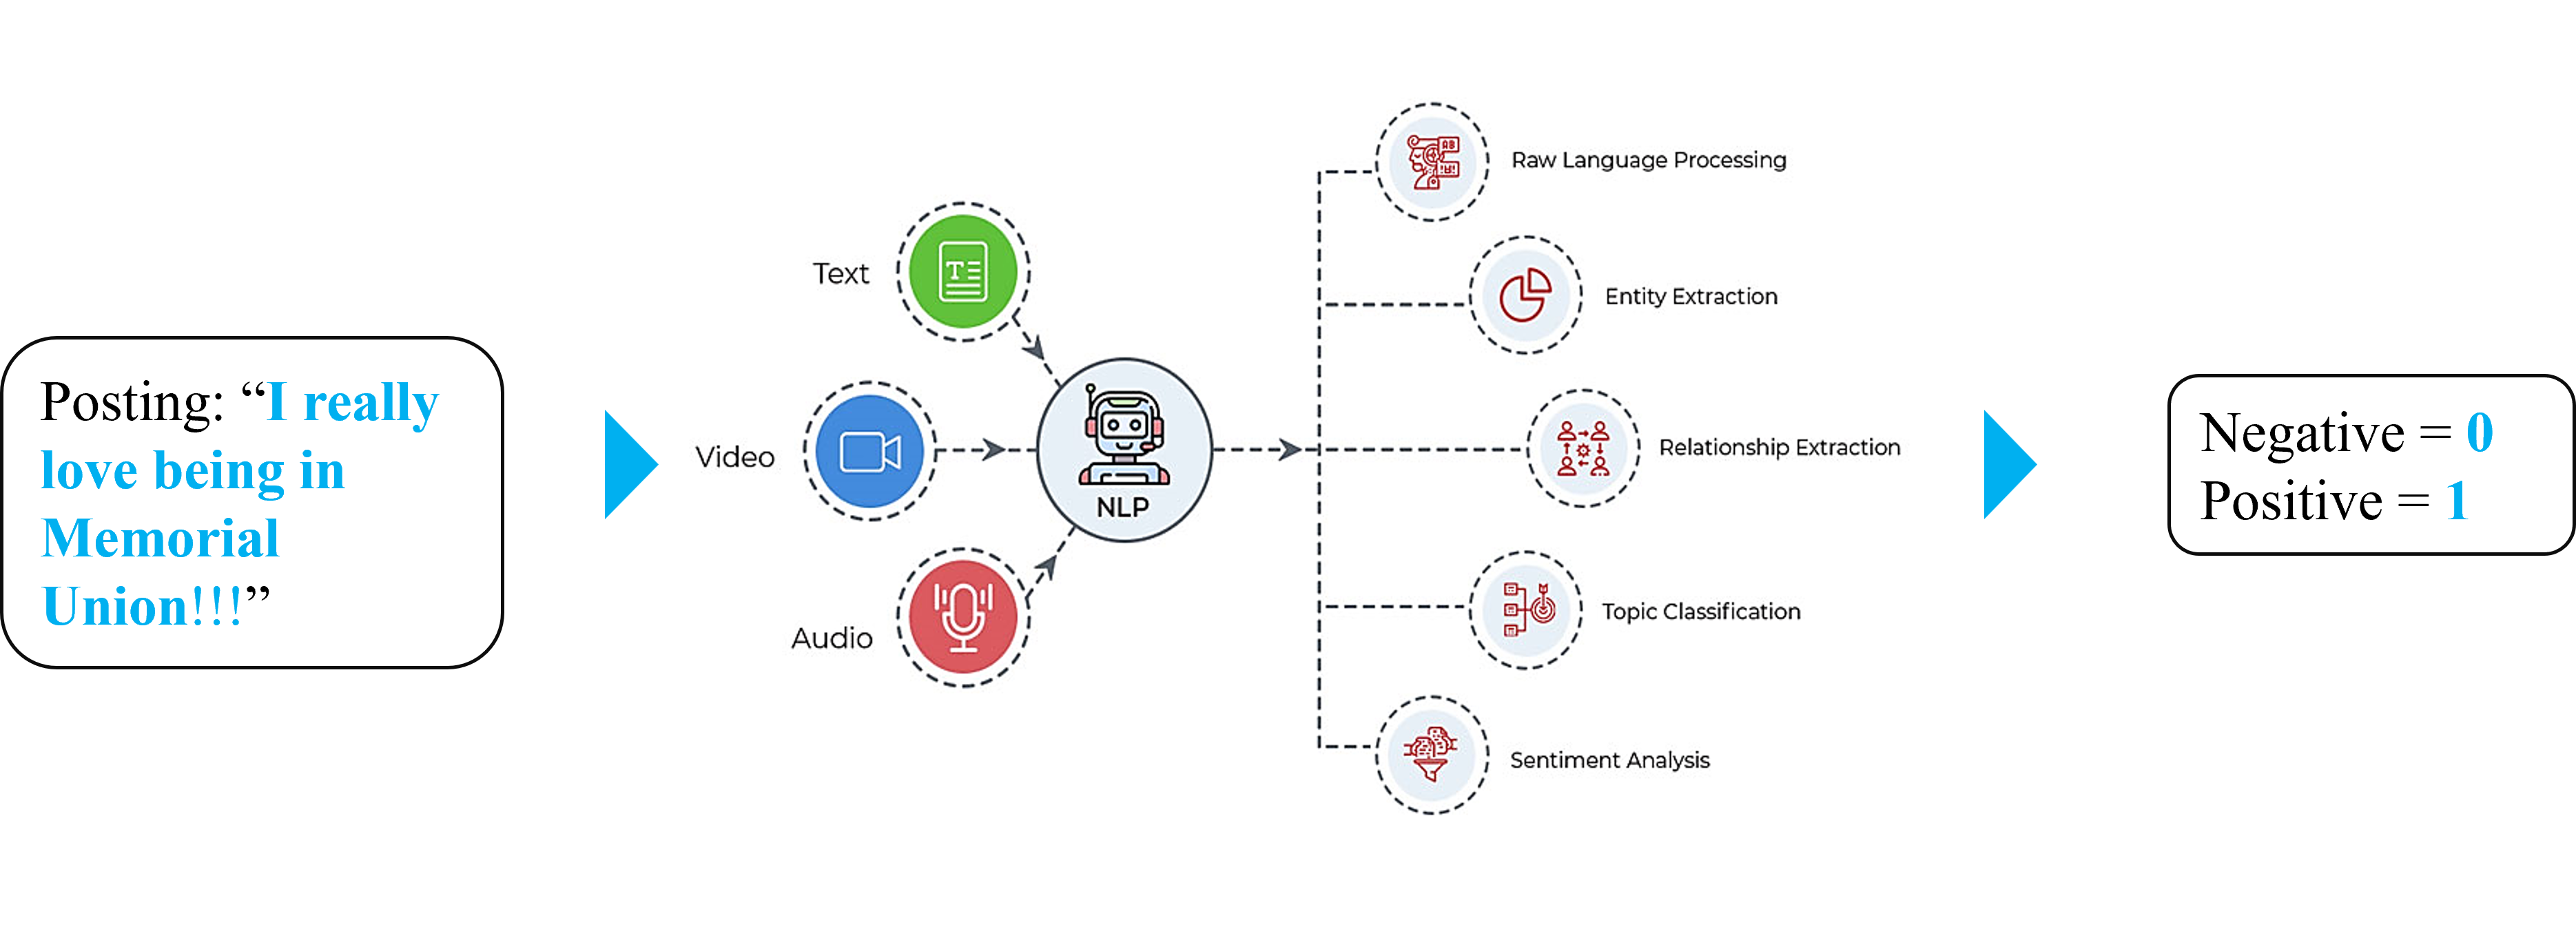 Posting: “I really
love being in
Memorial
Union!!!”
Text
Video
Audio
NLP
Raw Language Processing
Entity Extraction
Relationship Extraction
Topic Classification
Sentiment Analysis
Negative = 0
Positive = 1